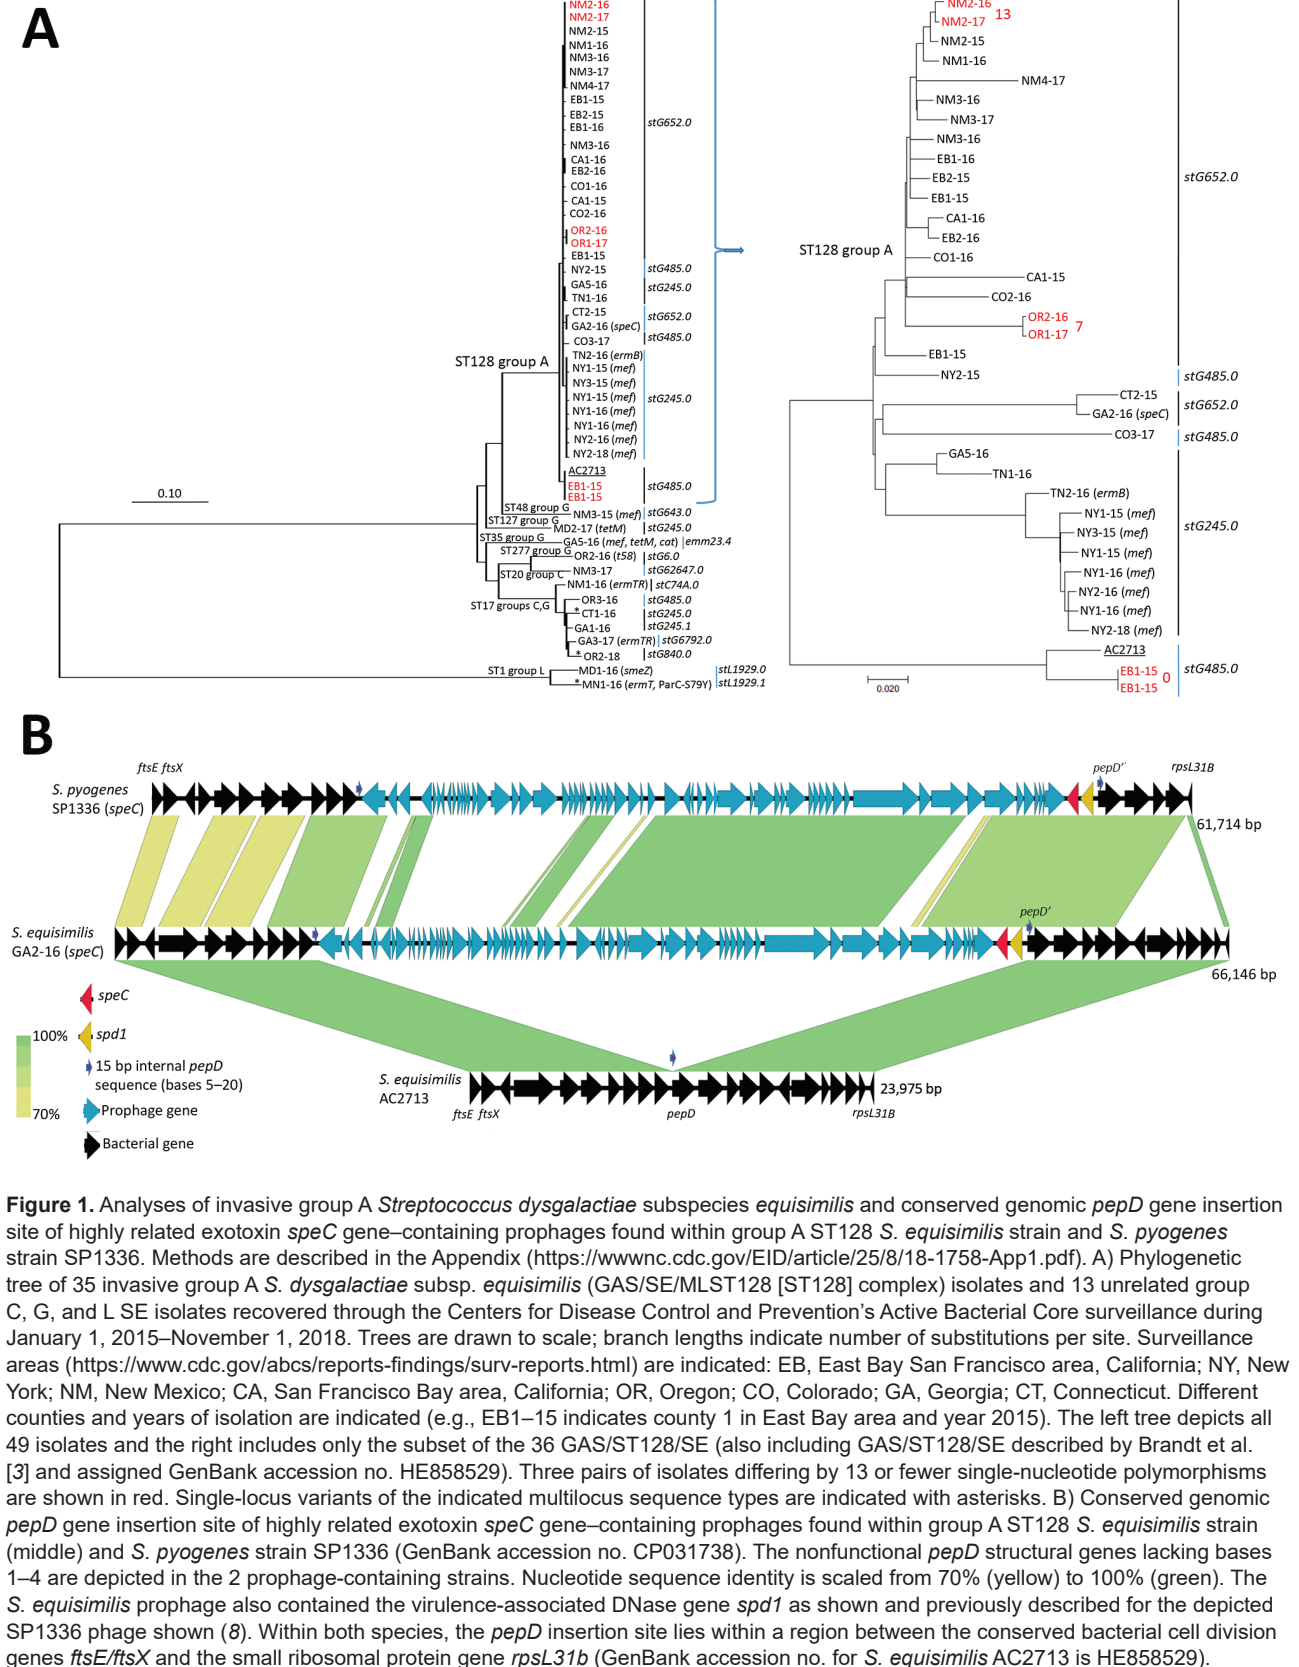 A
NM2-16
NM2-17
NM2-15
NM1-16
NM3-16
NM3-17
NM4-17
EB1-15
EB2-15
EB1-16
NM3-16
CA1-16
EB2-16
CO1-16
CA1-15
CO2-16
OR2-16
OR1-17
EB1-15
NY2-15
GA5-16
TN1-16
CT2-15
GA2-16 (speC)
CO3-17
TN2-16 (ermB)
NY1-15 (mef)
NY3-15 (mef)
NY1-15 (mef)
NY1-16 (mef)
NY1-16 (mef)
NY2-16 (mef)
NY2-18 (mef)
AC2713
EB1-15
EB1-15
stG652.0
stG485.0
stG245.0
stG652.0
stG485.0
stG245.0
stG485.0
ST128 group A
0.10
ST48 group G
NM3-15 (mef)
stG643.0
ST127 group G
MD2-17 (tetM)
stG245.0
ST35 group G
GA5-16 (mef, tetM, cat)
emm23.4
ST277 group G
OR2-16 (t58)
stG6.0
ST20 group C
NM3-17
stG62647.0
NM1-16 (ermTR)
stC74A.0
ST17 groups C,G
OR3-16
stG485.0
* CT1-16
stG245.0
GA1-16
stG245.1
GA3-17 (ermTR)
stG6792.0
* OR2-18
stG840.0
ST1 group L
MD1-16 (smeZ)
stL1929.0
* MN1-16 (ermT, ParC-S79Y)
stL1929.1
NM2-16
NM2-17
13
NM2-15
NM1-16
NM4-17
NM3-16
NM3-17
NM3-16
EB1-16
EB2-15
EB1-15
CA1-16
EB2-16
CO1-16
CA1-15
CO2-16
OR2-16
OR1-17
7
EB1-15
NY2-15
CT2-15
GA2-16 (speC)
CO3-17
GA5-16
TN1-16
TN2-16 (ermB)
NY1-15 (mef)
NY3-15 (mef)
NY1-15 (mef)
NY1-16 (mef)
NY2-16 (mef)
NY1-16 (mef)
NY2-18 (mef)
AC2713
EB1-15
EB1-15
0
ST128 group A
stG652.0
stG485.0
stG652.0
stG485.0
stG245.0
stG485.0
0.020
B
ftsE ftsX
pepD′
rpsL31B
S. pyogenes
SP1336 (speC)
61,714 bp
pepD′
S. equisimilis
GA2-16 (speC)
66,146 bp
speC
spd1
15 bp internal pepD
sequence (bases 5–20)
Prophage gene
Bacterial gene
100%
70%
S. equisimilis
AC2713
23,975 bp
ftsE ftsX
pepD
rpsL31B
Figure 1. Analyses of invasive group A Streptococcus dysgalactiae subspecies equisimilis and conserved genomic pepD gene insertion
site of highly related exotoxin speC gene–containing prophages found within group A ST128 S. equisimilis strain and S. pyogenes
strain SP1336. Methods are described in the Appendix (https://wwwnc.cdc.gov/EID/article/25/8/18-1758-App1.pdf). A) Phylogenetic
tree of 35 invasive group A S. dysgalactiae subsp. equisimilis (GAS/SE/MLST128 [ST128] complex) isolates and 13 unrelated group
C, G, and L SE isolates recovered through the Centers for Disease Control and Prevention’s Active Bacterial Core surveillance during
January 1, 2015–November 1, 2018. Trees are drawn to scale; branch lengths indicate number of substitutions per site. Surveillance
areas (https://www.cdc.gov/abcs/reports-findings/surv-reports.html) are indicated: EB, East Bay San Francisco area, California; NY, New
York; NM, New Mexico; CA, San Francisco Bay area, California; OR, Oregon; CO, Colorado; GA, Georgia; CT, Connecticut. Different
counties and years of isolation are indicated (e.g., EB1–15 indicates county 1 in East Bay area and year 2015). The left tree depicts all
49 isolates and the right includes only the subset of the 36 GAS/ST128/SE (also including GAS/ST128/SE described by Brandt et al.
[3] and assigned GenBank accession no. HE858529). Three pairs of isolates differing by 13 or fewer single-nucleotide polymorphisms
are shown in red. Single-locus variants of the indicated multilocus sequence types are indicated with asterisks. B) Conserved genomic
pepD gene insertion site of highly related exotoxin speC gene–containing prophages found within group A ST128 S. equisimilis strain
(middle) and S. pyogenes strain SP1336 (GenBank accession no. CP031738). The nonfunctional pepD structural genes lacking bases
1–4 are depicted in the 2 prophage-containing strains. Nucleotide sequence identity is scaled from 70% (yellow) to 100% (green). The
S. equisimilis prophage also contained the virulence-associated DNase gene spd1 as shown and previously described for the depicted
SP1336 phage shown (8). Within both species, the pepD insertion site lies within a region between the conserved bacterial cell division
genes ftsE/ftsX and the small ribosomal protein gene rpsL31b (GenBank accession no. for S. equisimilis AC2713 is HE858529).